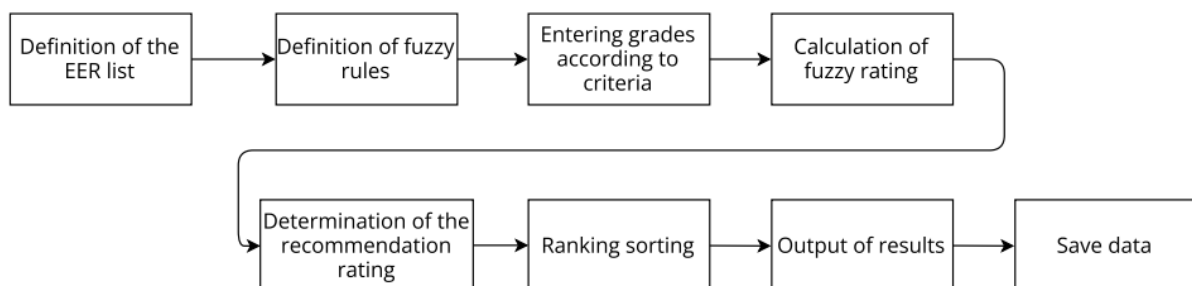 Definition of the
EER list
Definition of fuzzy
rules
Entering grades
according to
criteria
Calculation of
fuzzy rating
Determination of the
recommendation
rating
Ranking sorting
Output of results
Save data